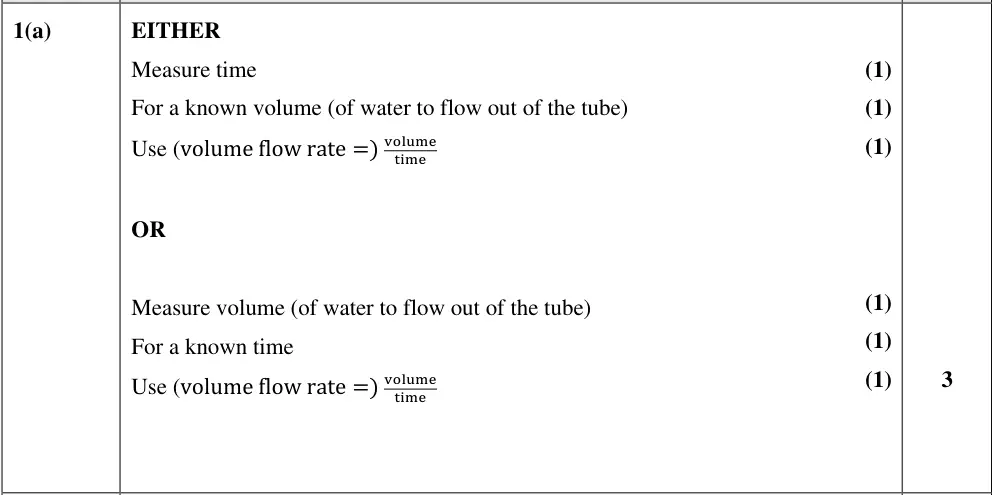 1(a) EITHER
Measure time (1)
For a known volume (of water to flow out of the tube) (1)
Use (volume flow rate =) volume/time (1)
OR
Measure volume (of water to flow out of the tube) (1)
For a known time (1)
Use (volume flow rate =) volume/time (1) 3